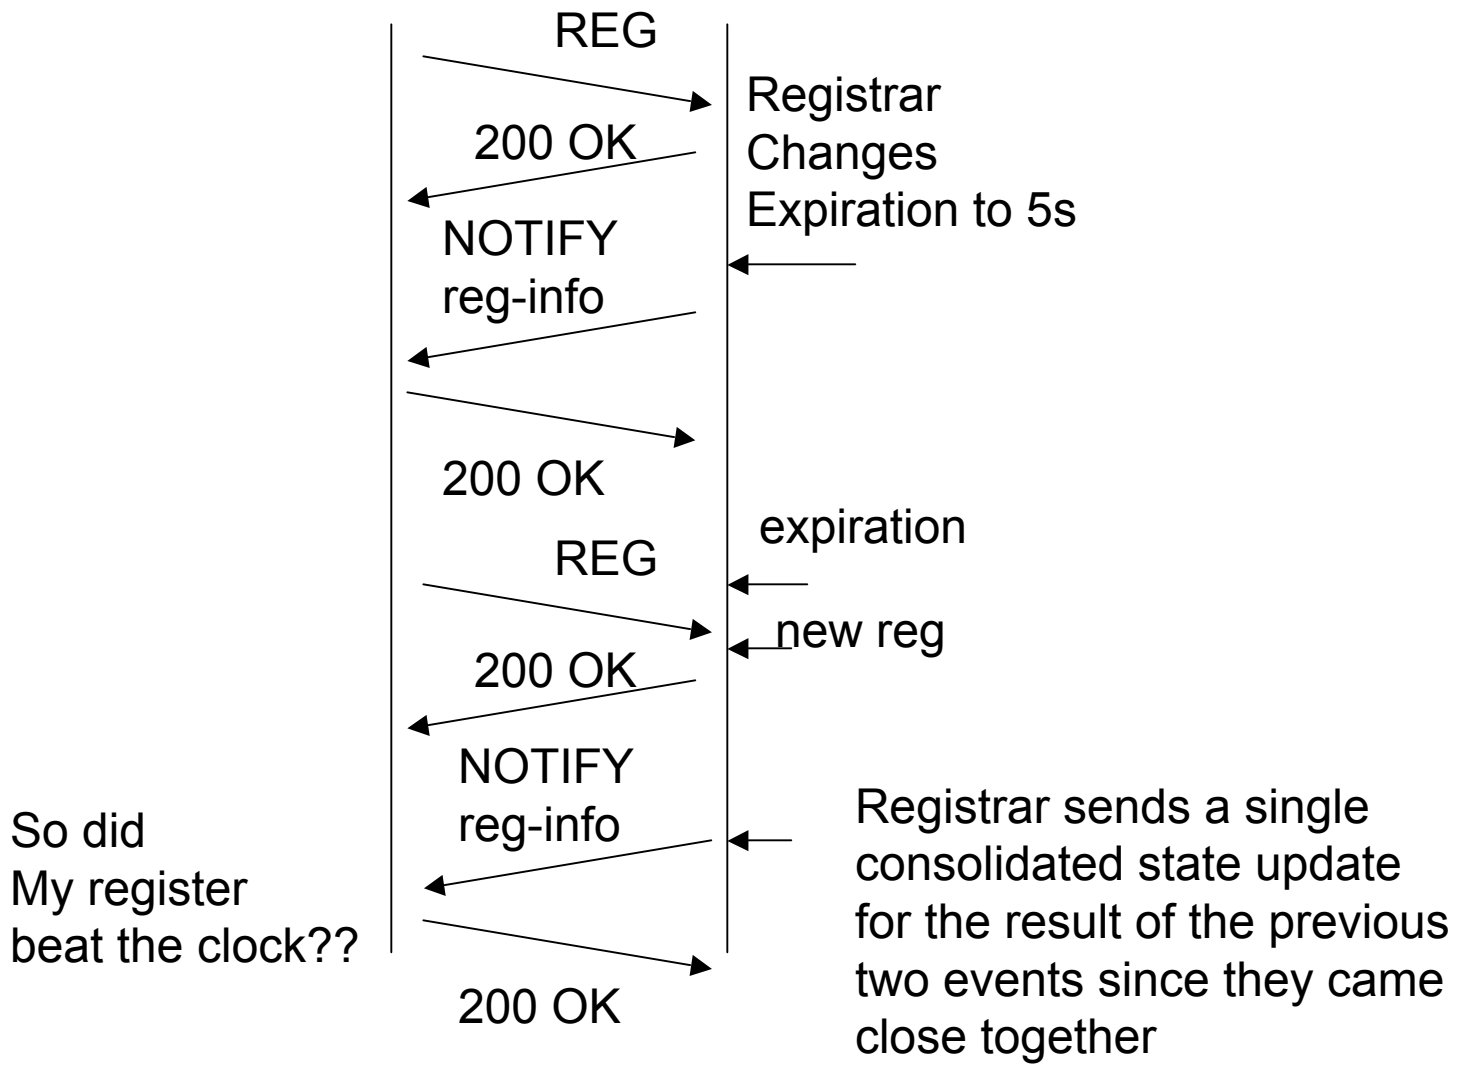 REG
Registrar
Changes
Expiration to 5s
200 OK
NOTIFY
reg-info
200 OK
expiration
REG
new reg
200 OK
NOTIFY
reg-info
So did
My register
beat the clock??
Registrar sends a single
consolidated state update
for the result of the previous
two events since they came
close together
200 OK